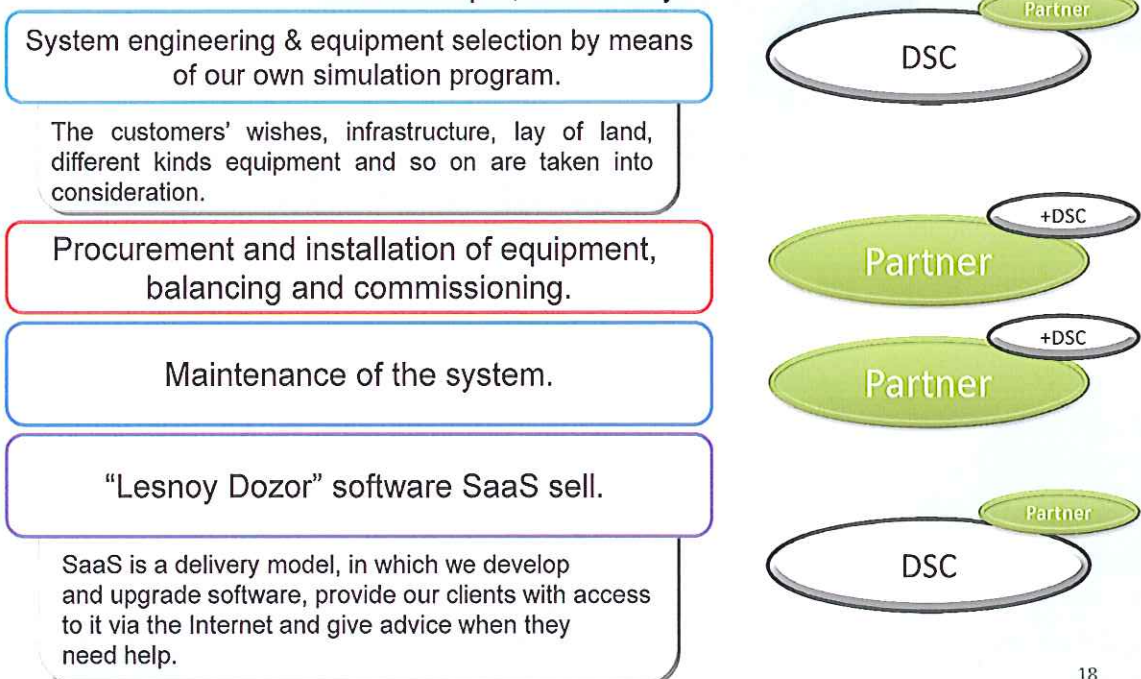 Partner
System engineering & equipment selection by means
of our own simulation program.
DSC
The customers' wishes, infrastructure, lay of land,
different kinds equipment and so on are taken into
consideration.
+DSC
Procurement and installation of equipment,
balancing and commissioning.
Partner
+DSC
Maintenance of the system.
Partner
"Lesnoy Dozor" software SaaS sell.
Partner
DSC
SaaS is a delivery model, in which we develop
and upgrade software, provide our clients with access
to it via the Internet and give advice when they
need help.
18